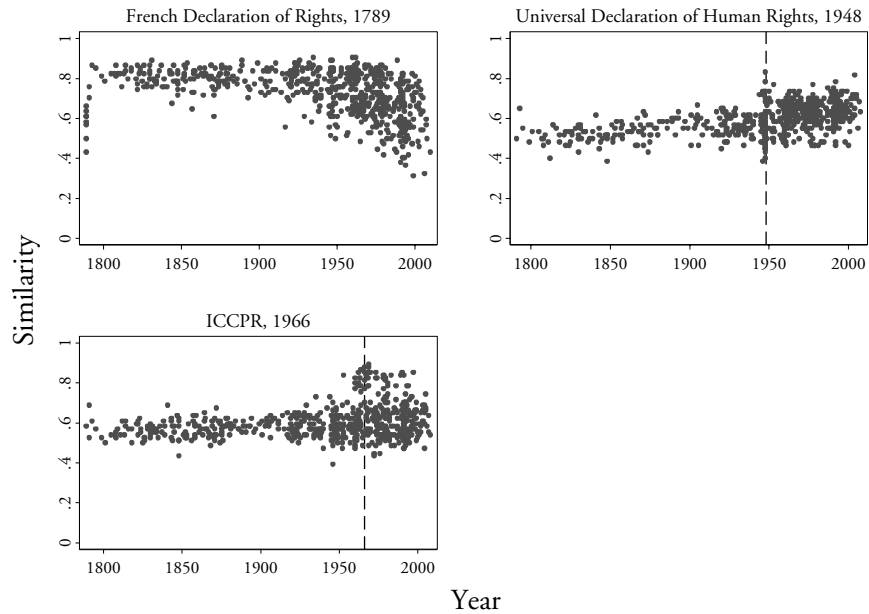 French Declaration of Rights, 1789
1
.8
.6
.4
.2
0
1800 1850 1900 1950 2000
Universal Declaration of Human Rights, 1948
1
.8
.6
.4
.2
0
1800 1850 1900 1950 2000
Similarity
ICCPR, 1966
1
.8
.6
.4
.2
0
1800 1850 1900 1950 2000
Year